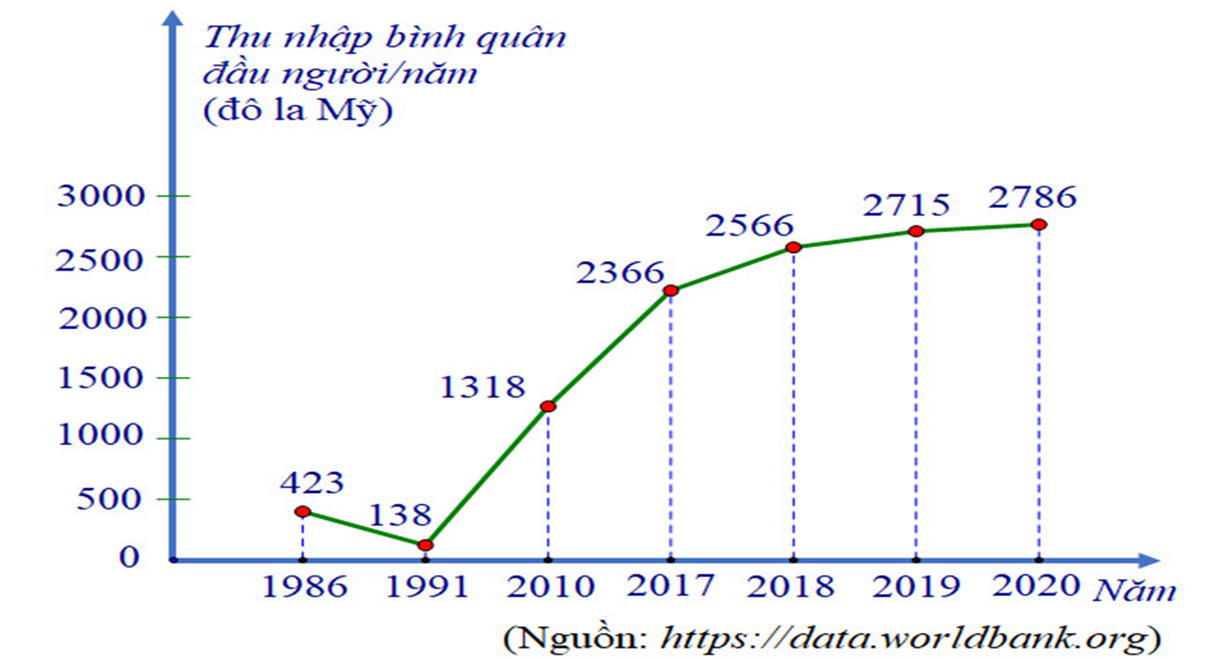 Thu nhập bình quân
đầu người/năm
(đô la Mỹ)
3000
2500
2000
1500
1000
500
0
423
138
1318
2366
2566
2715
2786
1986 1991 2010 2017 2018 2019 2020 Năm
(Nguồn: https://data.worldbank.org)